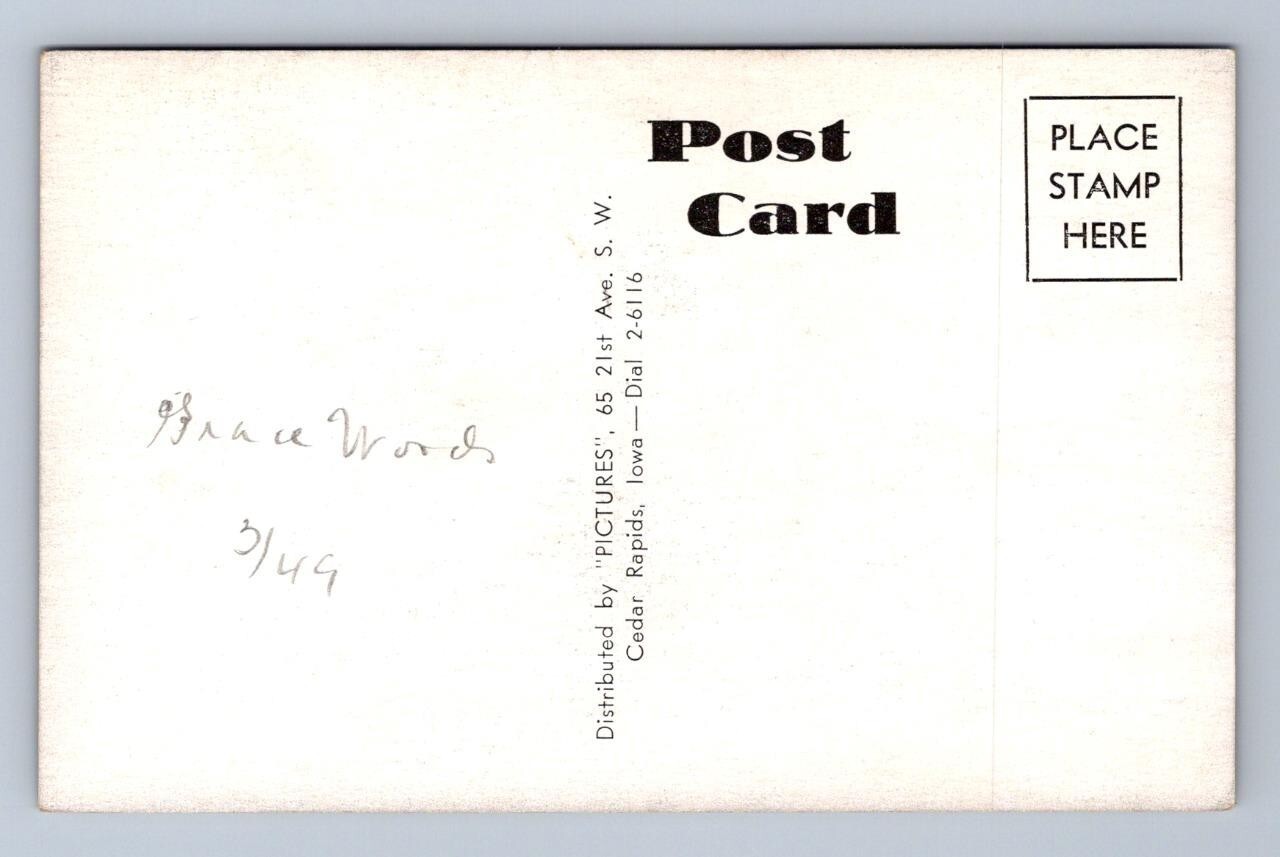 Post
Card
PLACE
STAMP
HERE
Distributed by "PICTURES", 65 21st Ave. S. W.
Cedar Rapids, Iowa — Dial 2-6116
Woods
3/49